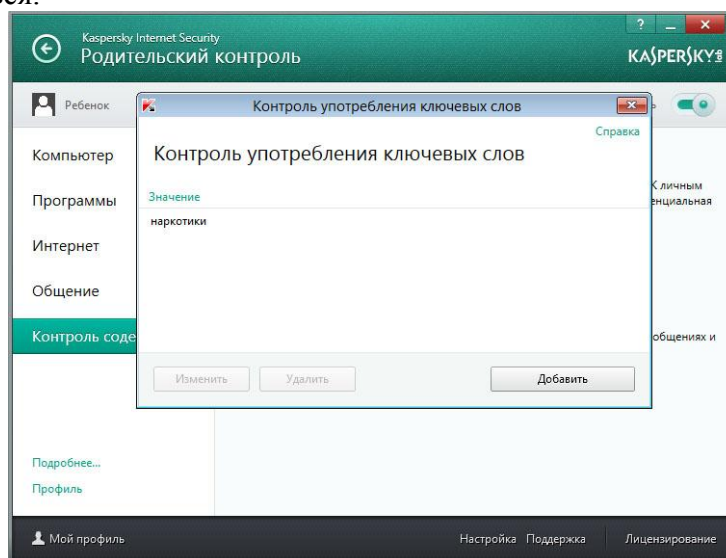 Kaspersky Internet Security
Родительский контроль
? _ x
KASPERSKY
Ребенок
Контроль употребления ключевых слов
Справка
Контроль употребления ключевых слов
Компьютер
Программы
Интернет
Общение
Контроль соде
Значение
наркотики
К личным
енциальная
общениях и
Изменить
Удалить
Добавить
Подробнее...
Профиль
Мой профиль
Настройка
Поддержка
Лицензирование